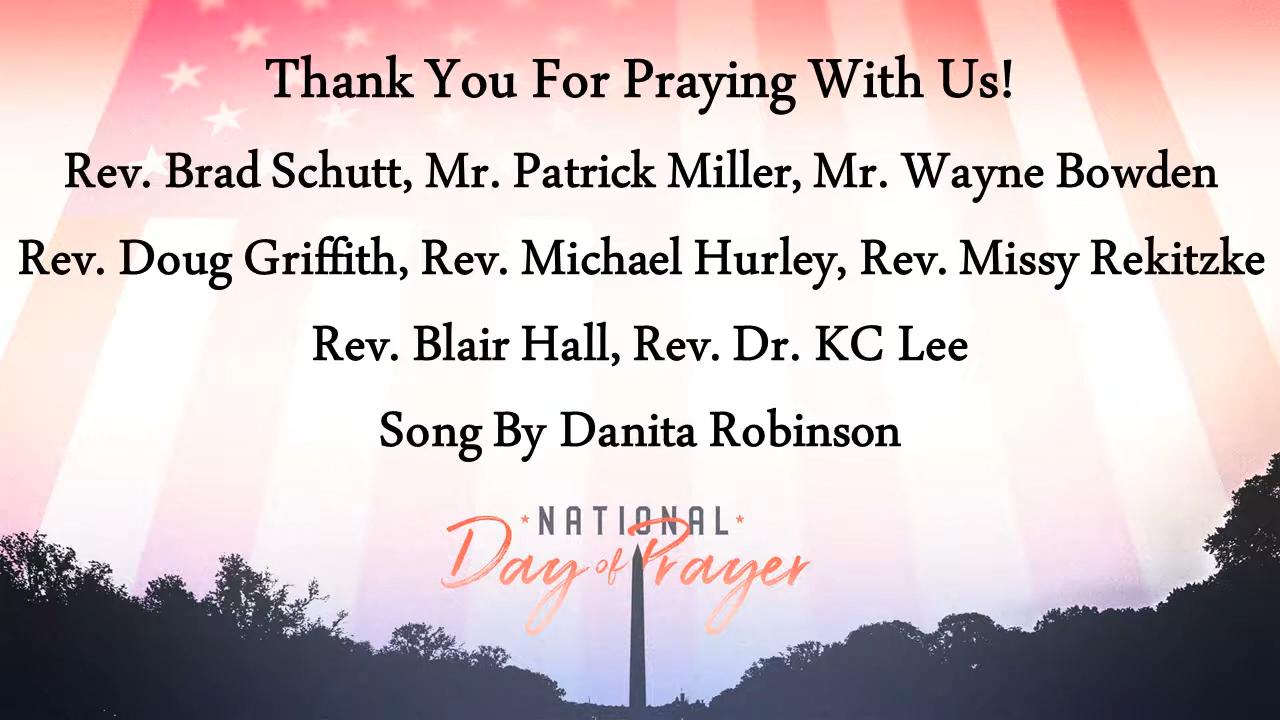 Thank You For Praying With Us!
Rev. Brad Schutt, Mr. Patrick Miller, Mr. Wayne Bowden
Rev. Doug Griffith, Rev. Michael Hurley, Rev. Missy Rekitzke
Rev. Blair Hall, Rev. Dr. KC Lee
Song By Danita Robinson
NATIONAL
Day of Prayer